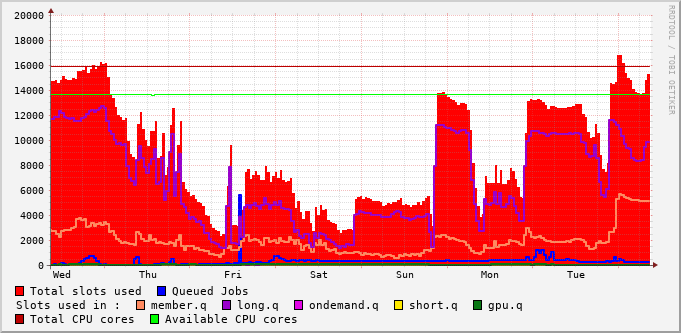 20000
18000
16000
14000
12000
10000
8000
6000
4000
2000
0
Wed Thu Fri Sat Sun Mon Tue
RRDTOOL / TOBI OETIKER
Total slots used Queued Jobs
Slots used in : member.q long.q ondemand.q short.q gpu.q
Total CPU cores Available CPU cores